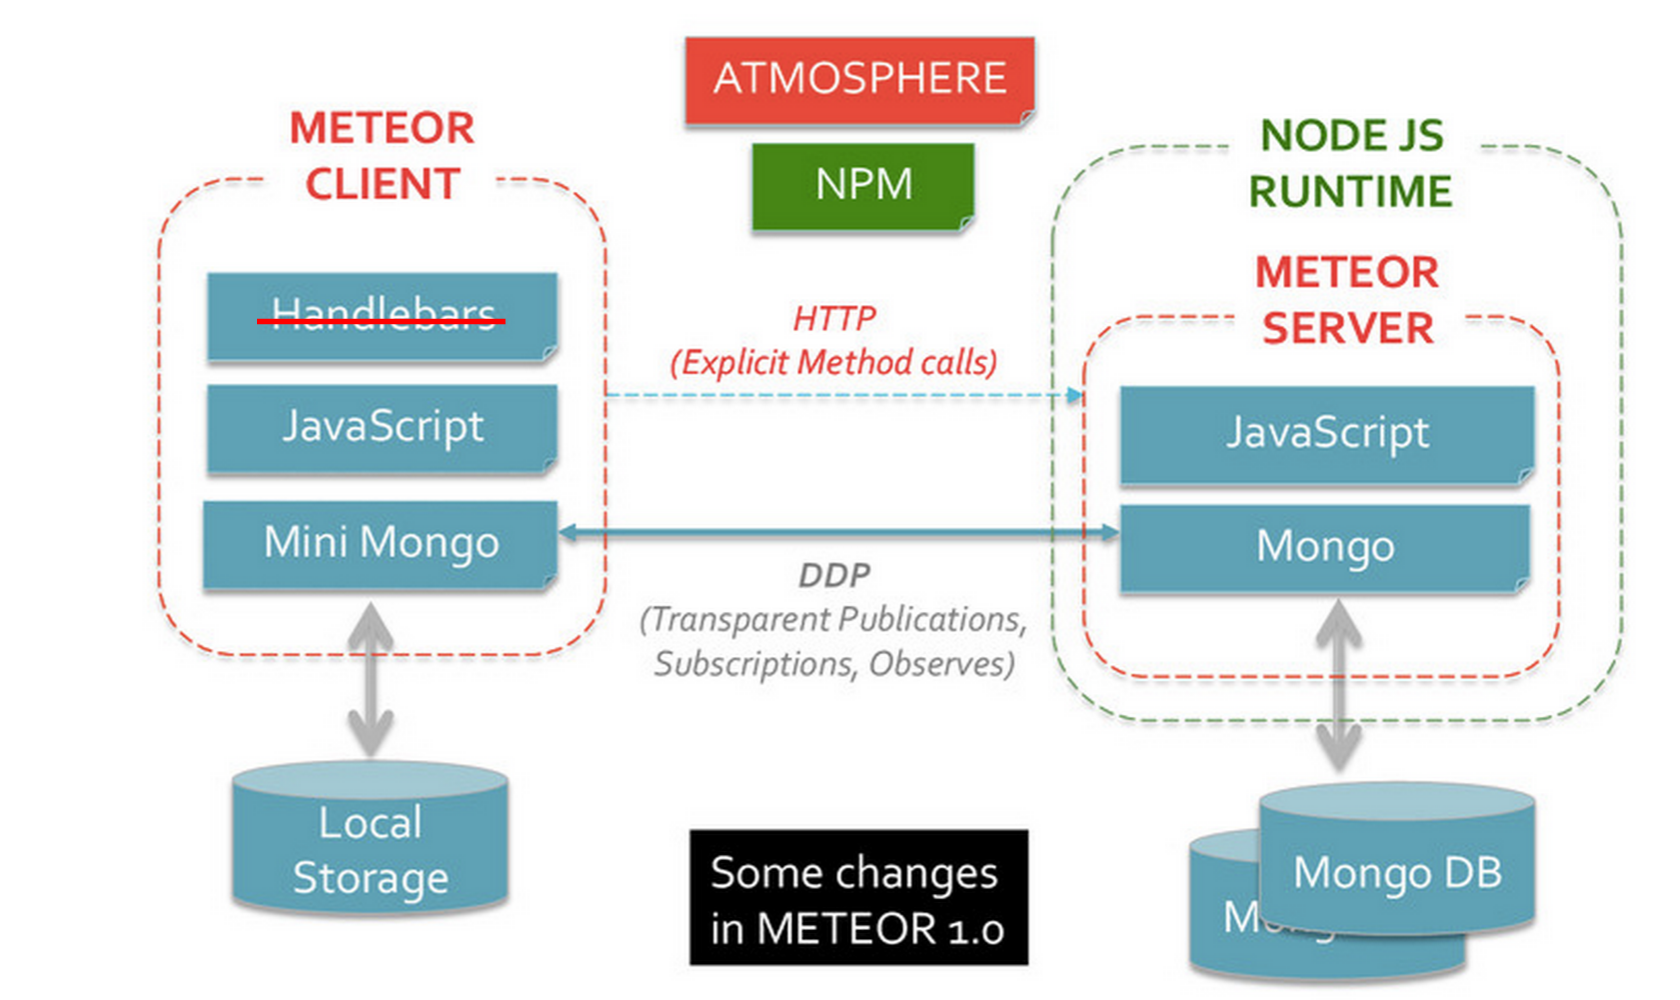 ATMOSPHERE
NPM
METEOR
CLIENT
Handlebars
JavaScript
Mini Mongo
Local
Storage
HTTP
(Explicit Method calls)
DDP
(Transparent Publications,
Subscriptions, Observes)
NODE JS
RUNTIME
METEOR
SERVER
JavaScript
Mongo
Mongo DB
Some changes
in METEOR 1.0